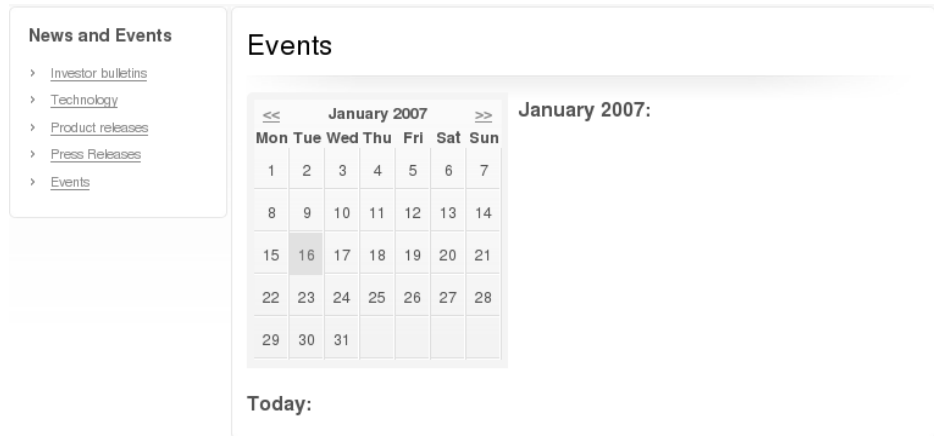 News and Events
> Investor bulletins
> Technology
> Product releases
> Press Releases
> Events
Events
<< January 2007 >>
Mon Tue Wed Thu Fri Sat Sun
1 2 3 4 5 6 7
8 9 10 11 12 13 14
15 16 17 18 19 20 21
22 23 24 25 26 27 28
29 30 31
January 2007:
Today: